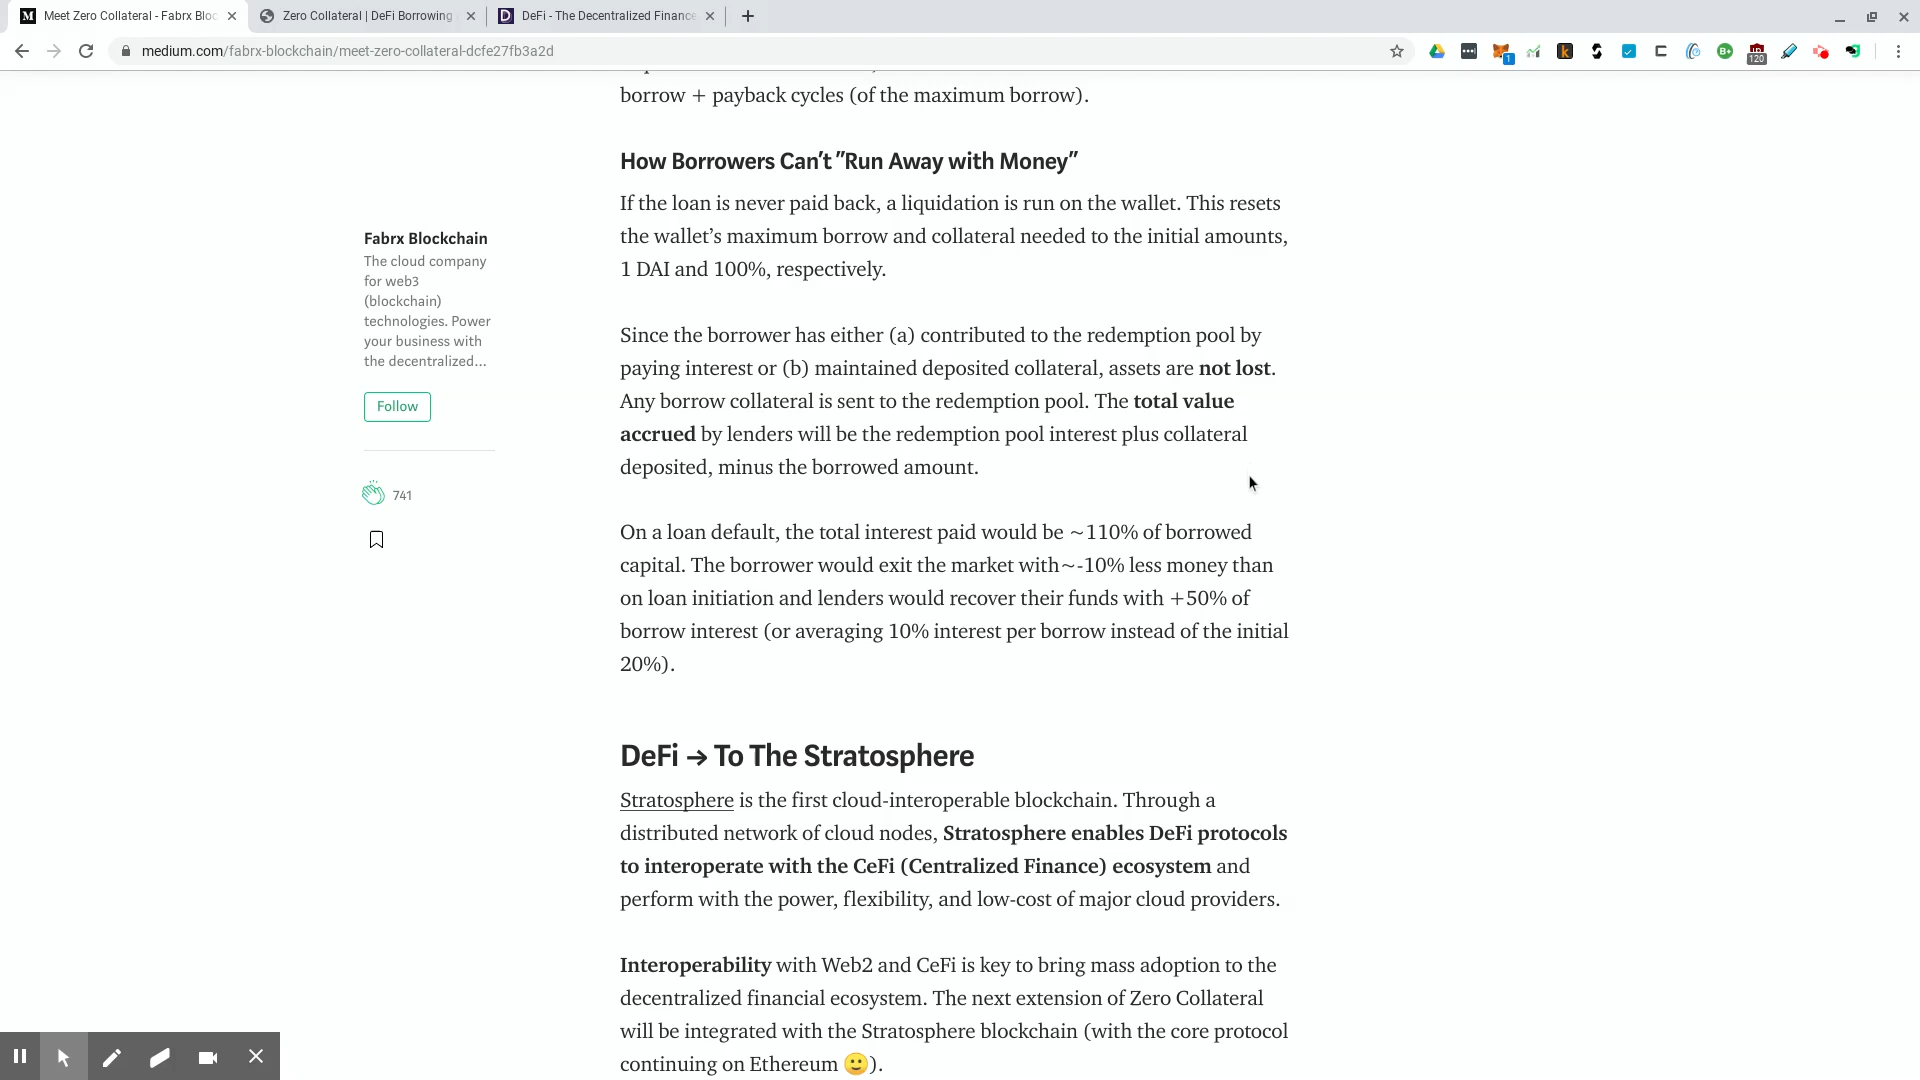 Meet Zero Collateral - Fabrx Bloc
Zero Collateral | DeFi Borrowing
DeFi - The Decentralized Finance
medium.com/fabrx-blockchain/meet-zero-collateral-dcfe27fb3a2d
1
120
borrow + payback cycles (of the maximum borrow).
How Borrowers Can't "Run Away with Money"
If the loan is never paid back, a liquidation is run on the wallet. This resets
the wallet's maximum borrow and collateral needed to the initial amounts,
1 DAI and 100%, respectively.
Since the borrower has either (a) contributed to the redemption pool by
paying interest or (b) maintained deposited collateral, assets are not lost.
Any borrow collateral is sent to the redemption pool. The total value
accrued by lenders will be the redemption pool interest plus collateral
deposited, minus the borrowed amount.
On a loan default, the total interest paid would be ~110% of borrowed
capital. The borrower would exit the market with~-10% less money than
on loan initiation and lenders would recover their funds with +50% of
borrow interest (or averaging 10% interest per borrow instead of the initial
20%).
DeFi → To The Stratosphere
Stratosphere is the first cloud-interoperable blockchain. Through a
distributed network of cloud nodes, Stratosphere enables DeFi protocols
to interoperate with the CeFi (Centralized Finance) ecosystem and
perform with the power, flexibility, and low-cost of major cloud providers.
Interoperability with Web2 and CeFi is key to bring mass adoption to the
decentralized financial ecosystem. The next extension of Zero Collateral
will be integrated with the Stratosphere blockchain (with the core protocol
continuing on Ethereum 🙂).
Fabrx Blockchain
The cloud company
for web3
(blockchain)
technologies. Power
your business with
the decentralized...
Follow
741